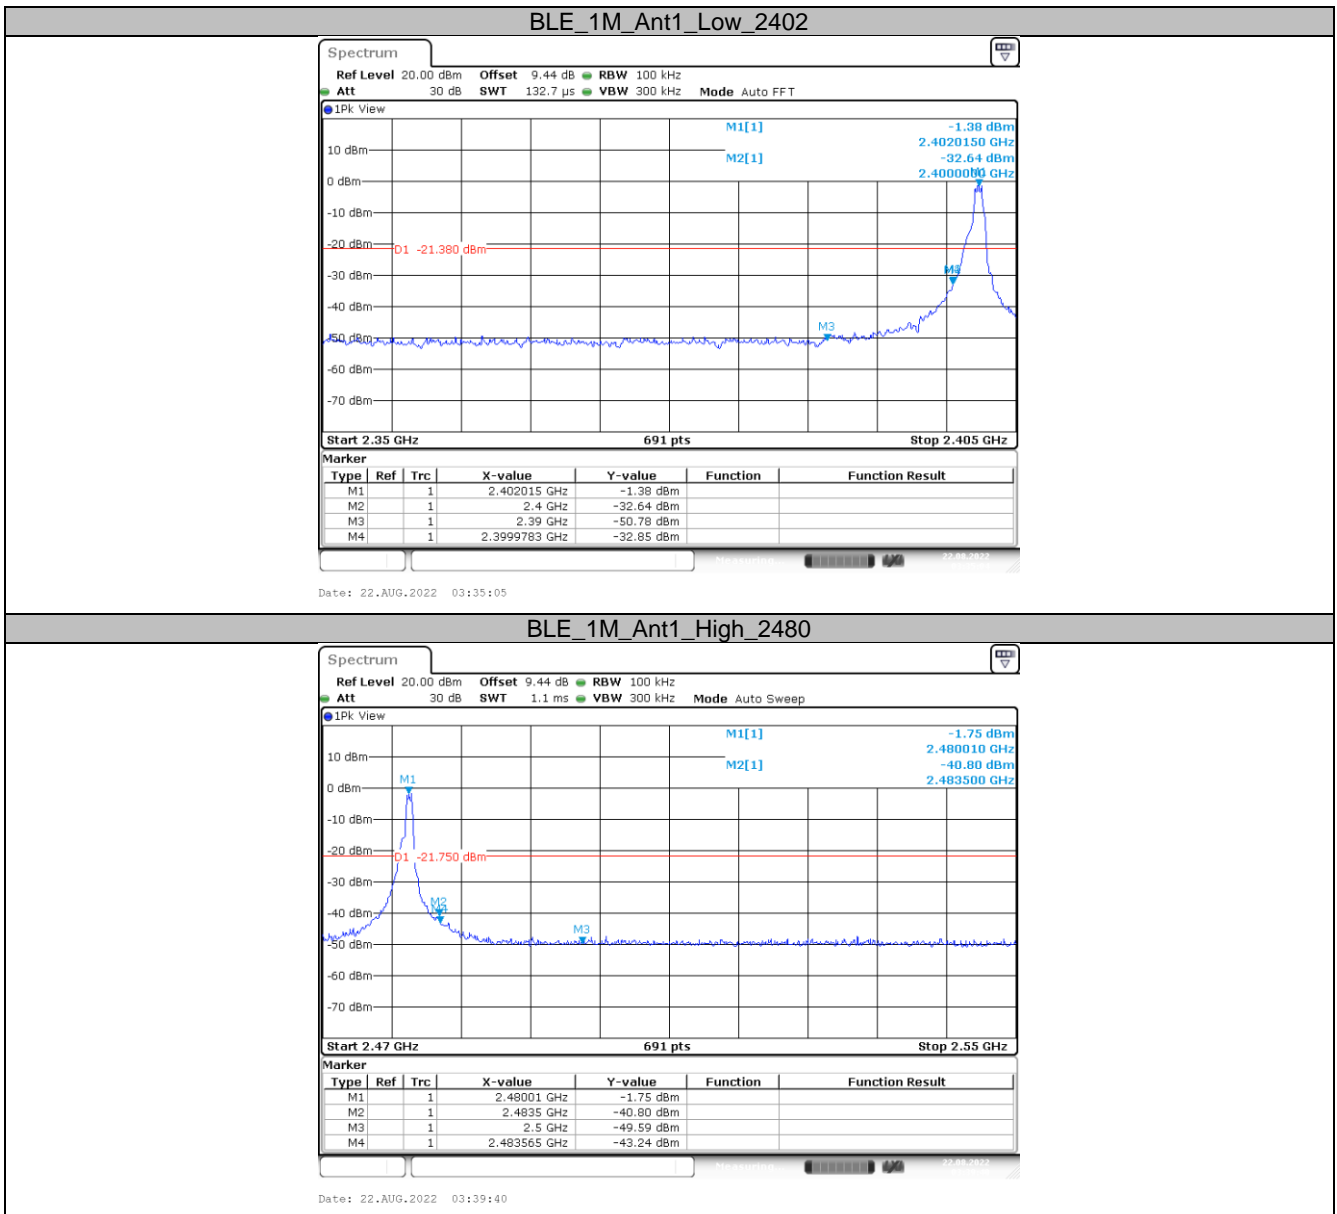 BLE_1M_Ant1_Low_2402
Spectrum
Ref Level 20.00 dBm Offset 9.44 dB RBW 100 kHz
Att 30 dB SWT 132.7 µs VBW 300 kHz Mode Auto FFT
1Pk View
M1[1] -1.38 dBm
2.4020150 GHz
M2[1] -32.64 dBm
10 dBm
0 dBm
-10 dBm
-20 dBm
D1 -21.380 dBm
-30 dBm
-40 dBm
M3
-50 dBm
-60 dBm
-70 dBm
Start 2.35 GHz 691 pts Stop 2.405 GHz
Marker
Type Ref Trc X-value Y-value Function Function Result
M1 1 2.402015 GHz -1.38 dBm
M2 1 2.4 GHz -32.64 dBm
M3 1 2.39 GHz -50.78 dBm
M4 1 2.3999783 GHz -32.85 dBm
Measuring... 22.08.2022
Date: 22.AUG.2022 03:35:05
BLE_1M_Ant1_High_2480
Spectrum
Ref Level 20.00 dBm Offset 9.44 dB RBW 100 kHz
Att 30 dB SWT 1.1 ms VBW 300 kHz Mode Auto Sweep
1Pk View
M1[1] -1.75 dBm
2.480010 GHz
M2[1] -40.80 dBm
2.483500 GHz
10 dBm
M1
0 dBm
-10 dBm
-20 dBm
D1 -21.750 dBm
-30 dBm
M2
M4
-40 dBm
M3
-50 dBm
-60 dBm
-70 dBm
Start 2.47 GHz 691 pts Stop 2.55 GHz
Marker
Type Ref Trc X-value Y-value Function Function Result
M1 1 2.48001 GHz -1.75 dBm
M2 1 2.4835 GHz -40.80 dBm
M3 1 2.5 GHz -49.59 dBm
M4 1 2.483565 GHz -43.24 dBm
Measuring... 22.08.2022
Date: 22.AUG.2022 03:39:40